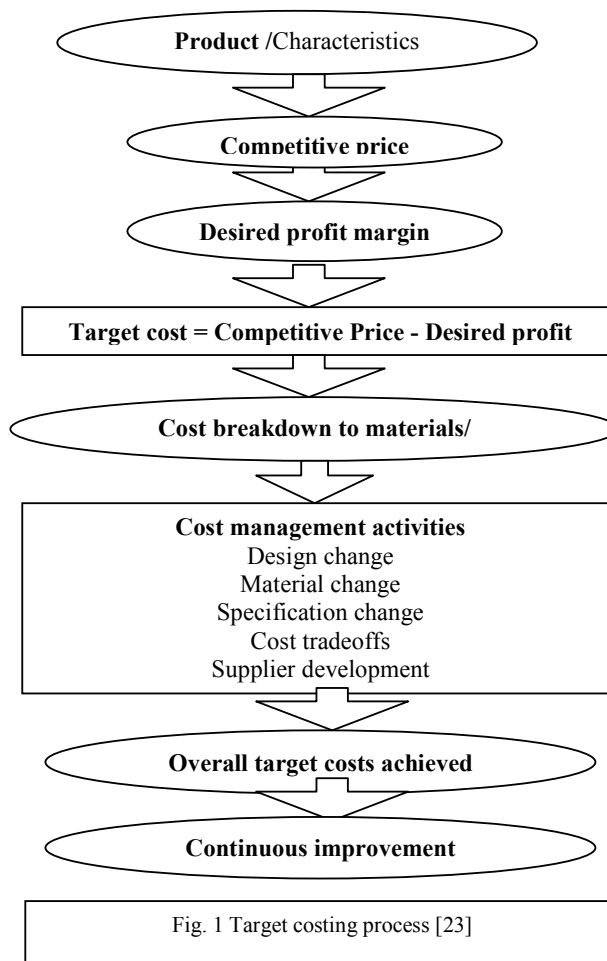 Product /Characteristics
Competitive price
Desired profit margin
Target cost = Competitive Price - Desired profit
Cost breakdown to materials/
Cost management activities
Design change
Material change
Specification change
Cost tradeoffs
Supplier development
Overall target costs achieved
Continuous improvement
Fig. 1 Target costing process [23]